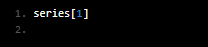 1. series[1]
2.